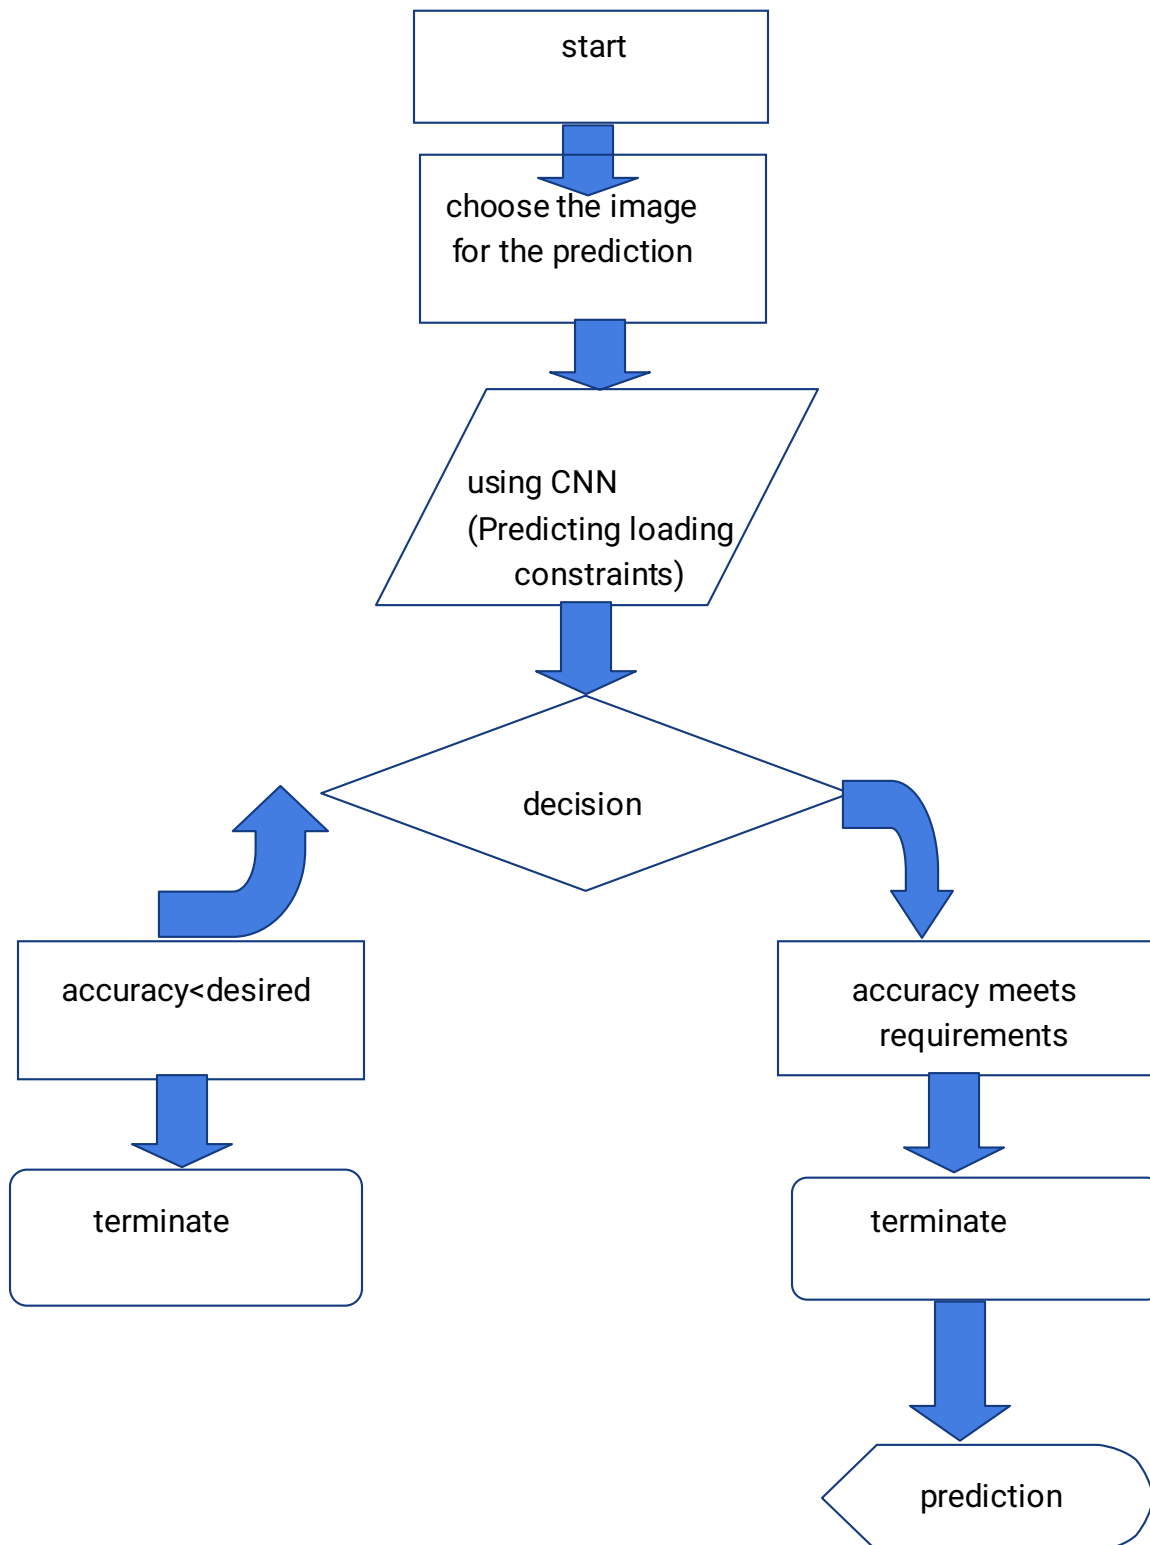 start
choose the image
for the prediction
using CNN
(Predicting loading
constraints)
decision
accuracy<desired
accuracy meets
requirements
terminate
terminate
prediction